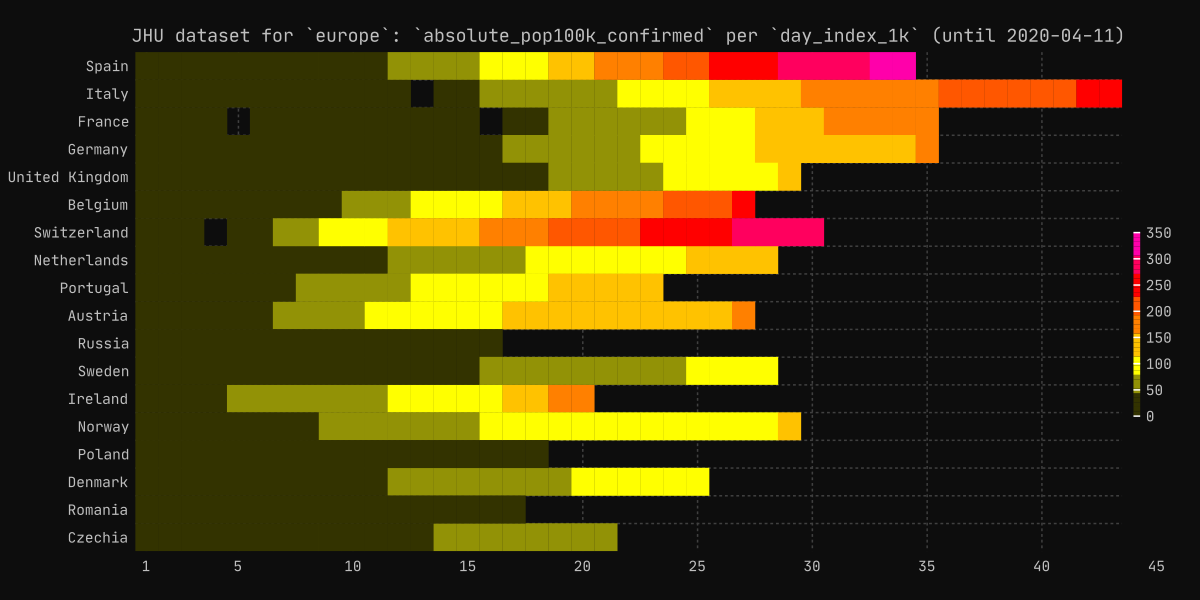 JHU dataset for `europe`: `absolute_pop100k_confirmed` per `day_index_1k` (until 2020-04-11)
Spain
Italy
France
Germany
United Kingdom
Belgium
Switzerland
Netherlands
Portugal
Austria
Russia
Sweden
Ireland
Norway
Poland
Denmark
Romania
Czechia
1 5 10 15 20 25 30 35 40 45
350
300
250
200
150
100
50
0